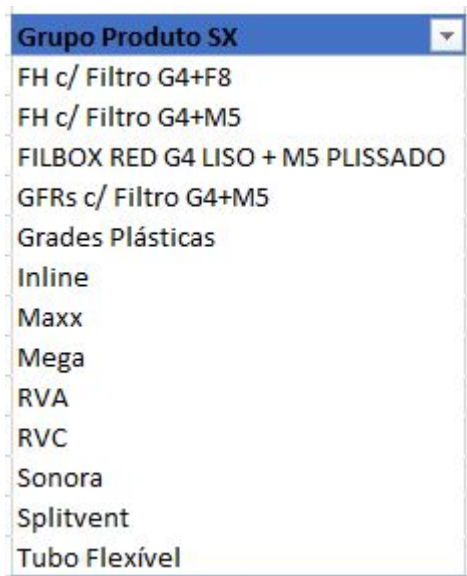 Grupo Produto SX
FH c/ Filtro G4+F8
FH c/ Filtro G4+M5
FILBOX RED G4 LISO + M5 PLISSADO
GFRs c/ Filtro G4+M5
Grades Plásticas
Inline
Maxx
Mega
RVA
RVC
Sonora
Splitvent
Tubo Flexível